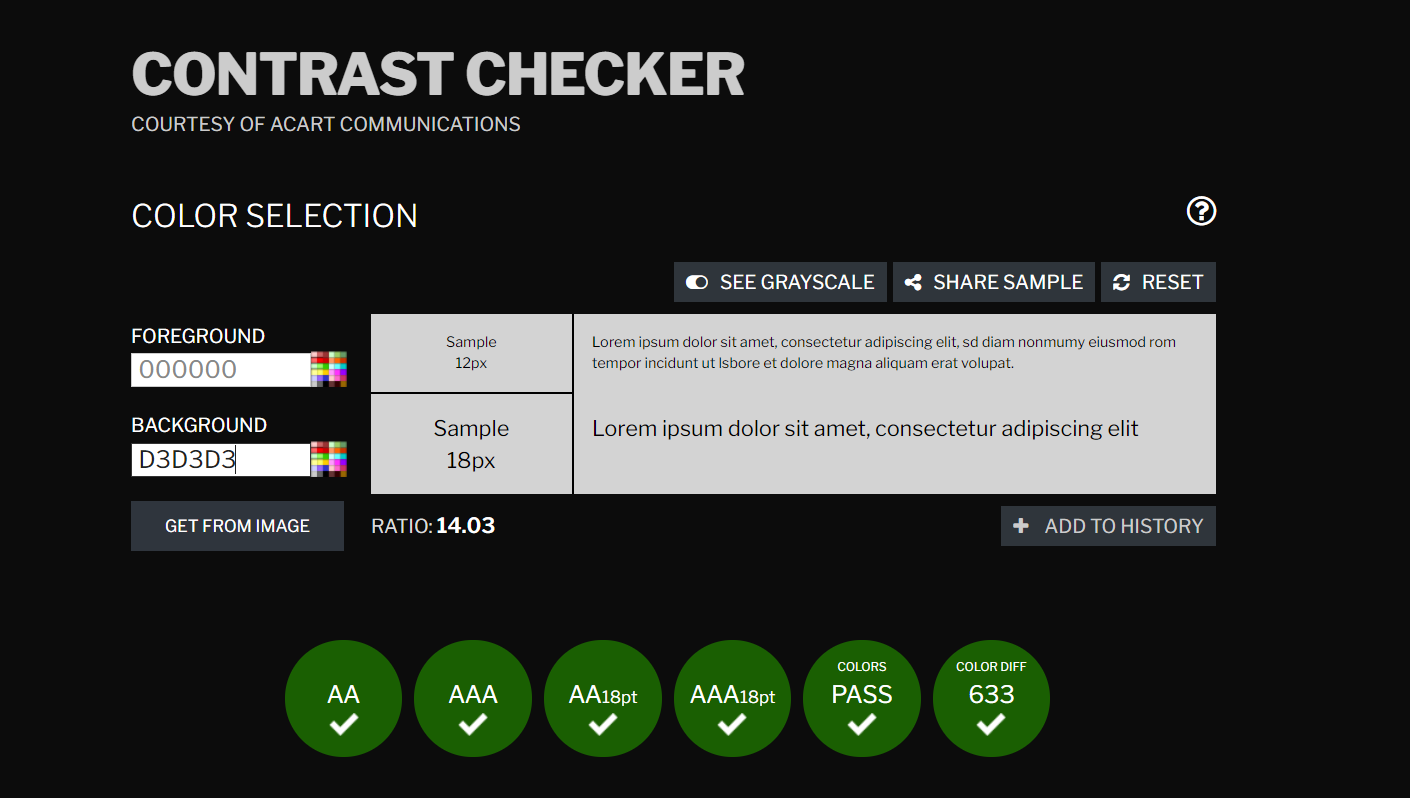 CONTRAST CHECKER
COURTESY OF ACART COMMUNICATIONS
COLOR SELECTION
SEE GRAYSCALE
SHARE SAMPLE
RESET
FOREGROUND
000000
BACKGROUND
D3D3D3
GET FROM IMAGE
Sample
12px
Lorem ipsum dolor sit amet, consectetur adipiscing elit, sd diam nonmumy eiusmod rom
tempor incidunt ut lsbore et dolore magna aliquam erat volupat.
Sample
18px
Lorem ipsum dolor sit amet, consectetur adipiscing elit
RATIO: 14.03
ADD TO HISTORY
AA
AAA
AA18pt
AAA18pt
COLORS
PASS
COLOR DIFF
633